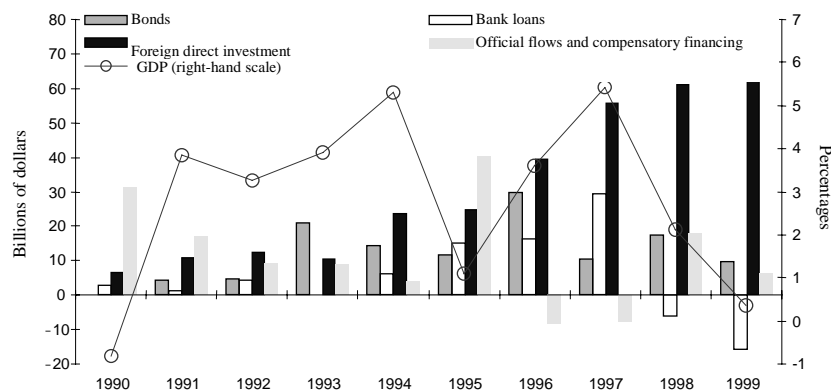 Bonds
Bank loans
Foreign direct investment
Official flows and compensatory financing
GDP (right-hand scale)
Billions of dollars
80
70
60
50
40
30
20
10
0
-10
-20
Percentages
7
6
5
4
3
2
1
0
-1
1990 1991 1992 1993 1994 1995 1996 1997 1998 1999